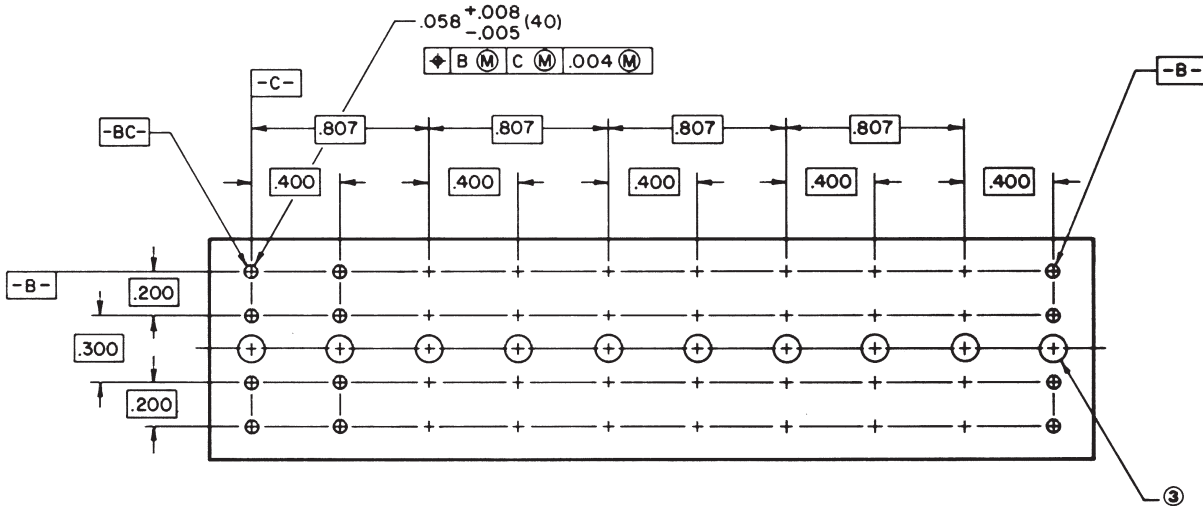 .058 +.008 -.005 (40)
⌖ B Ⓜ C Ⓜ .004 Ⓜ
-B-
-C-
-BC-
.807 .807 .807 .807
.400 .400 .400 .400 .400
-B-
.200
.300
.200
③